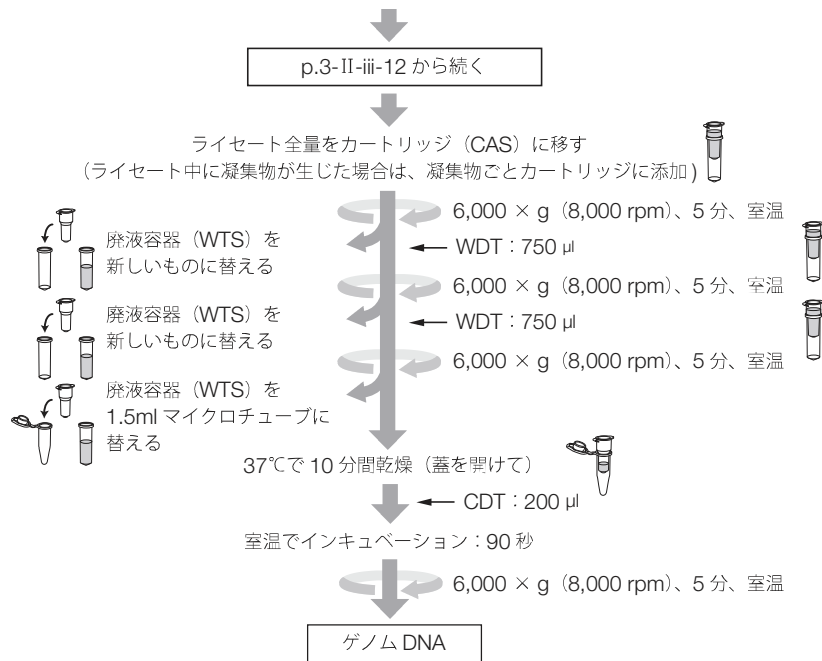 p.3-Ⅱ-iii-12 から続く
ライセート全量をカートリッジ（CAS）に移す
（ライセート中に凝集物が生じた場合は、凝集物ごとカートリッジに添加）
6,000 × g（8,000 rpm）、5 分、室温
廃液容器（WTS）を
新しいものに替える
WDT：750 μl
6,000 × g（8,000 rpm）、5 分、室温
廃液容器（WTS）を
新しいものに替える
WDT：750 μl
6,000 × g（8,000 rpm）、5 分、室温
廃液容器（WTS）を
1.5ml マイクロチューブに
替える
37℃で 10 分間乾燥（蓋を開けて）
CDT：200 μl
室温でインキュベーション：90 秒
6,000 × g（8,000 rpm）、5 分、室温
ゲノム DNA